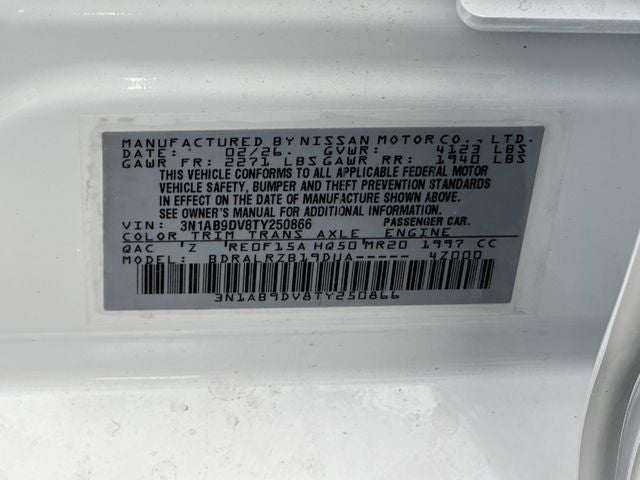 MANUFACTURED BY NISSAN MOTOR CO., LTD.
DATE: 02/26. GVWR: 4123 LBS
GAWR FR: 2271 LBS GAWR RR: 1940 LBS
THIS VEHICLE CONFORMS TO ALL APPLICABLE FEDERAL MOTOR
VEHICLE SAFETY, BUMPER AND THEFT PREVENTION STANDARDS
IN EFFECT ON THE DATE OF MANUFACTURE SHOWN ABOVE.
SEE OWNER'S MANUAL FOR ADDITIONAL INFORMATION.
VIN: 3N1AB9DV8TY250866 PASSENGER CAR.
COLOR TRIM TRANS AXLE ENGINE
QAC 'Z RE0F15A HQ50 MR20 1997 CC
MODEL: BDRALRZB19DUA----- 4Z000
3N1AB9DV8TY250866